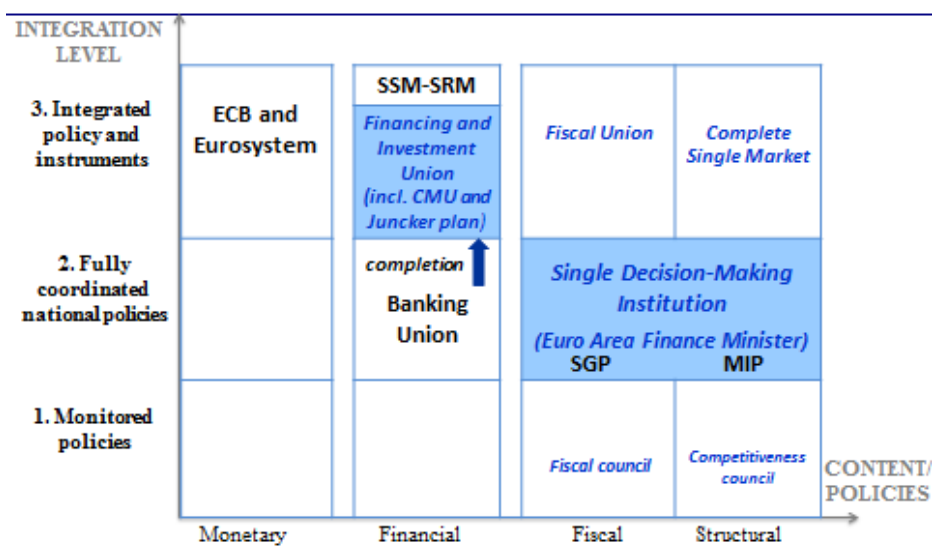 INTEGRATION
LEVEL
3. Integrated
policy and
instruments
ECB and
Eurosystem
SSM-SRM
Financing and
Investment
Union
(incl. CMU and
Juncker plan)
Fiscal Union
Complete
Single Market
2. Fully
coordinated
national policies
completion
Banking
Union
Single Decision-Making
Institution
(Euro Area Finance Minister)
SGP
MIP
1. Monitored
policies
Fiscal council
Competitiveness
council
CONTENT/
POLICIES
Monetary
Financial
Fiscal
Structural